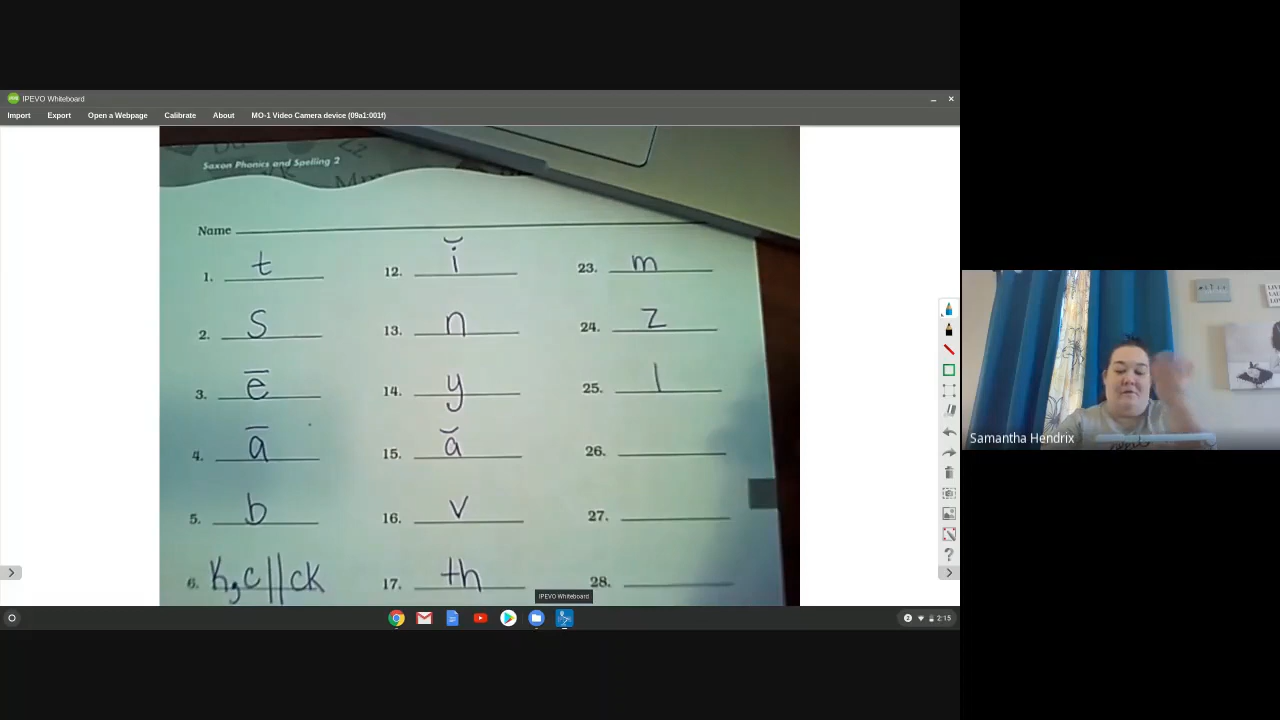 IPEVO Whiteboard
Import Export Open a Webpage Calibrate About MO-1 Video Camera device (09a1:001f)
Saxon Phonics and Spelling 2
Name
1. t
2. s
3. ē
4. ā
5. b
6. k,c||ck
12. ĭ
13. n
14. y
15. ă
16. v
17. th
23. m
24. z
25. l
26.
27.
28.
IPEVO Whiteboard
2:15
Samantha Hendrix